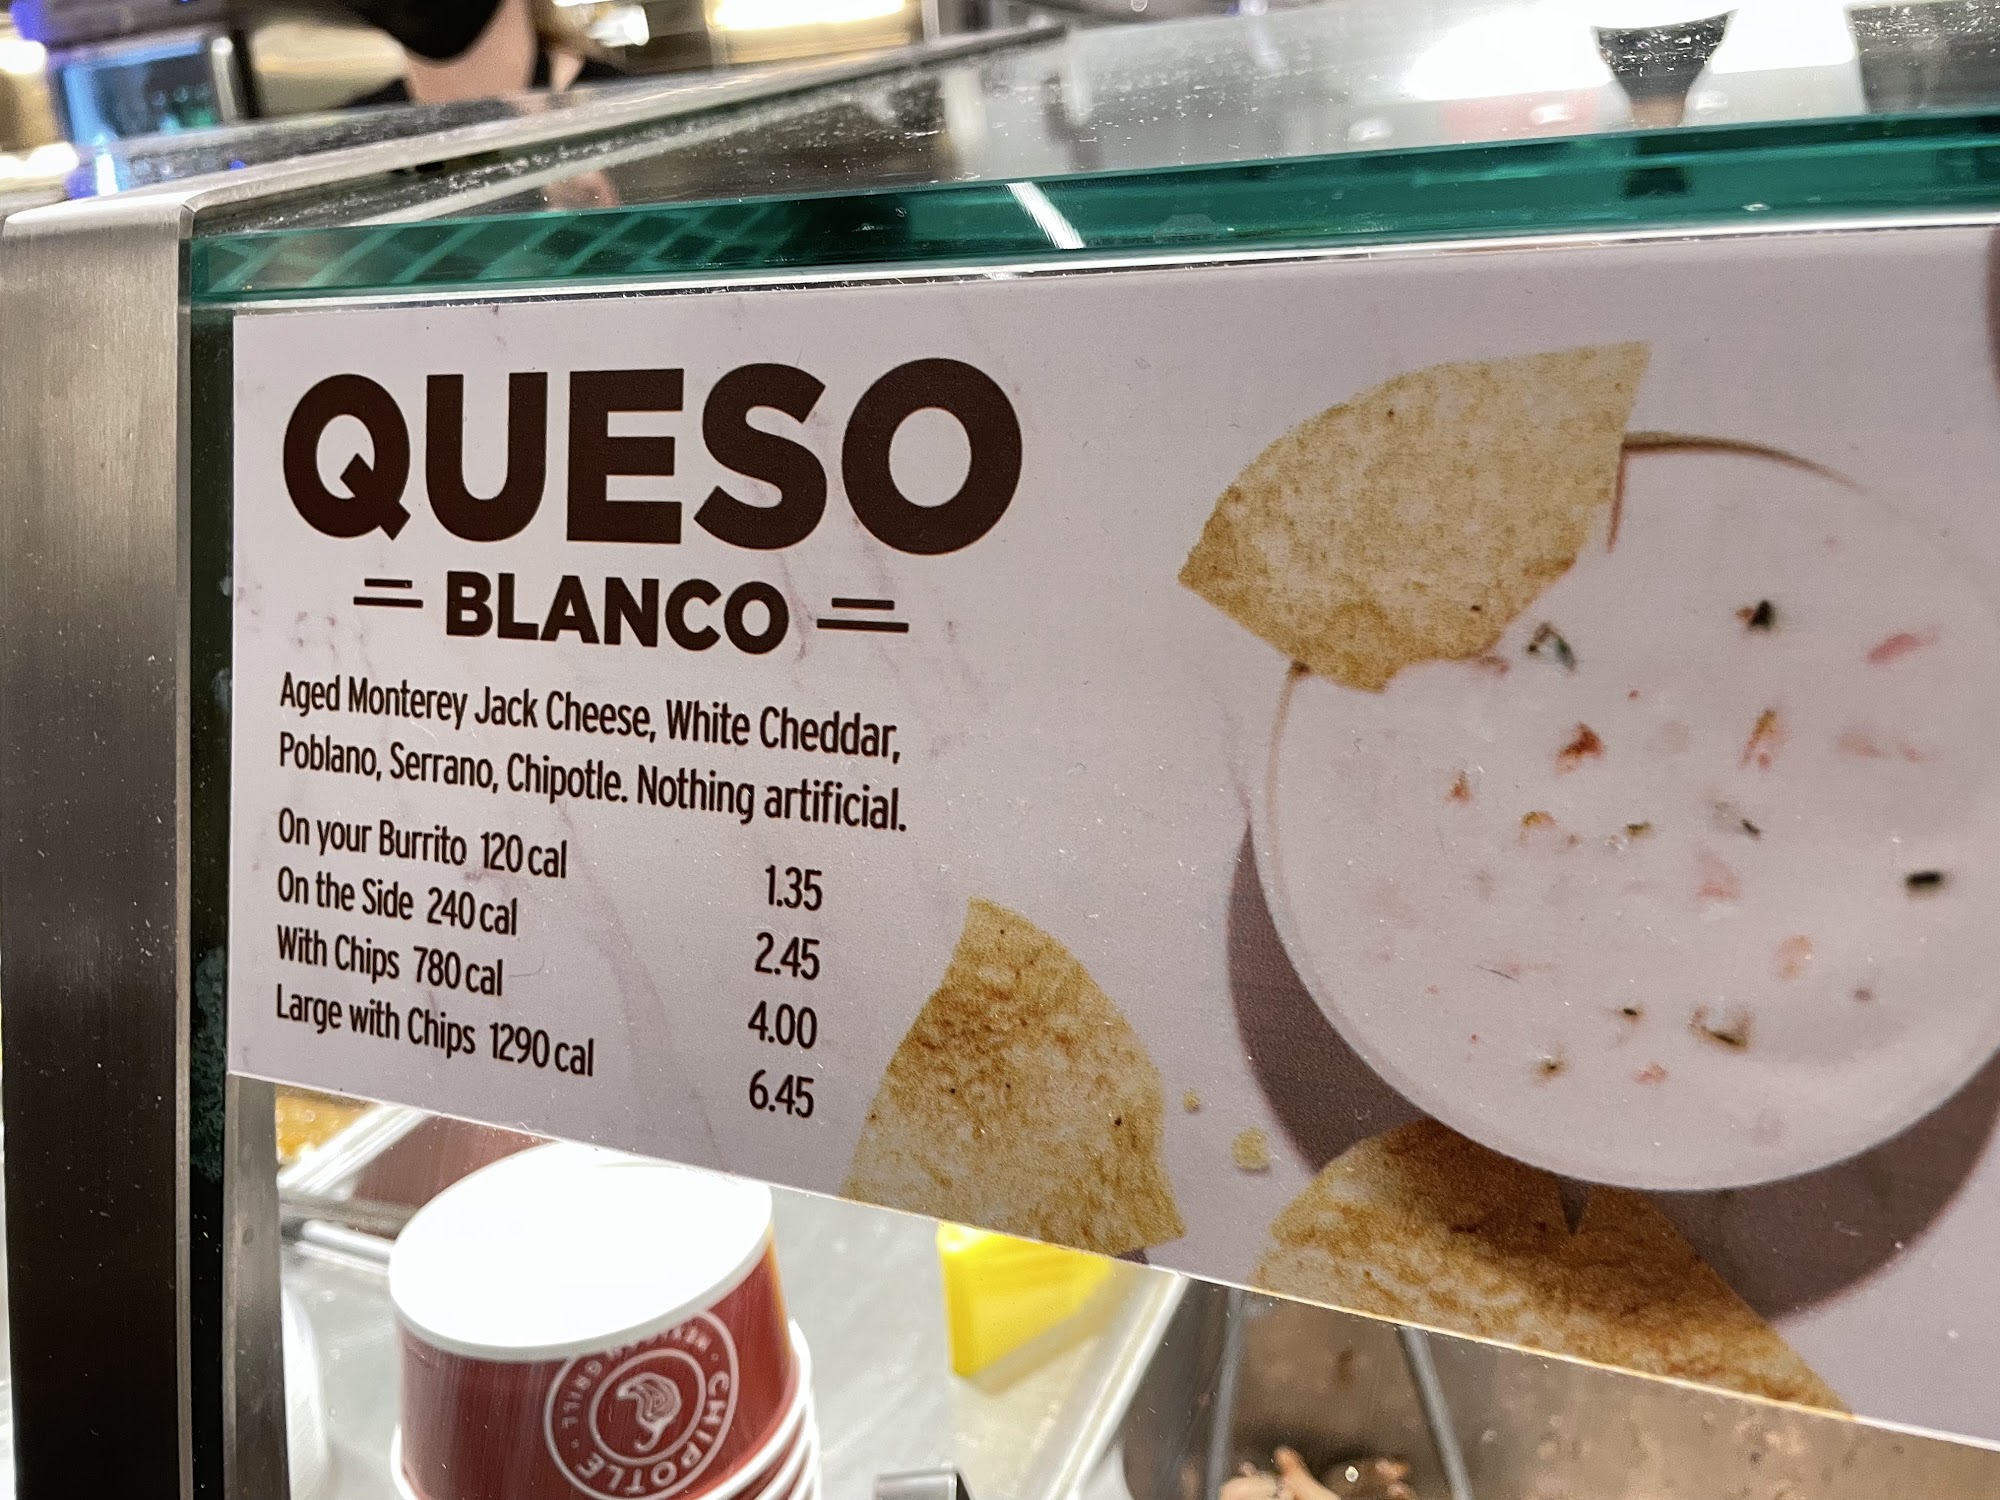 QUESO
BLANCO
Aged Monterey Jack Cheese, White Cheddar,
Poblano, Serrano, Chipotle. Nothing artificial.
On your Burrito 120 cal 1.35
On the Side 240 cal 2.45
With Chips 780 cal 4.00
Large with Chips 1290 cal 6.45
CHIPOTLE
MEXICAN GRILL